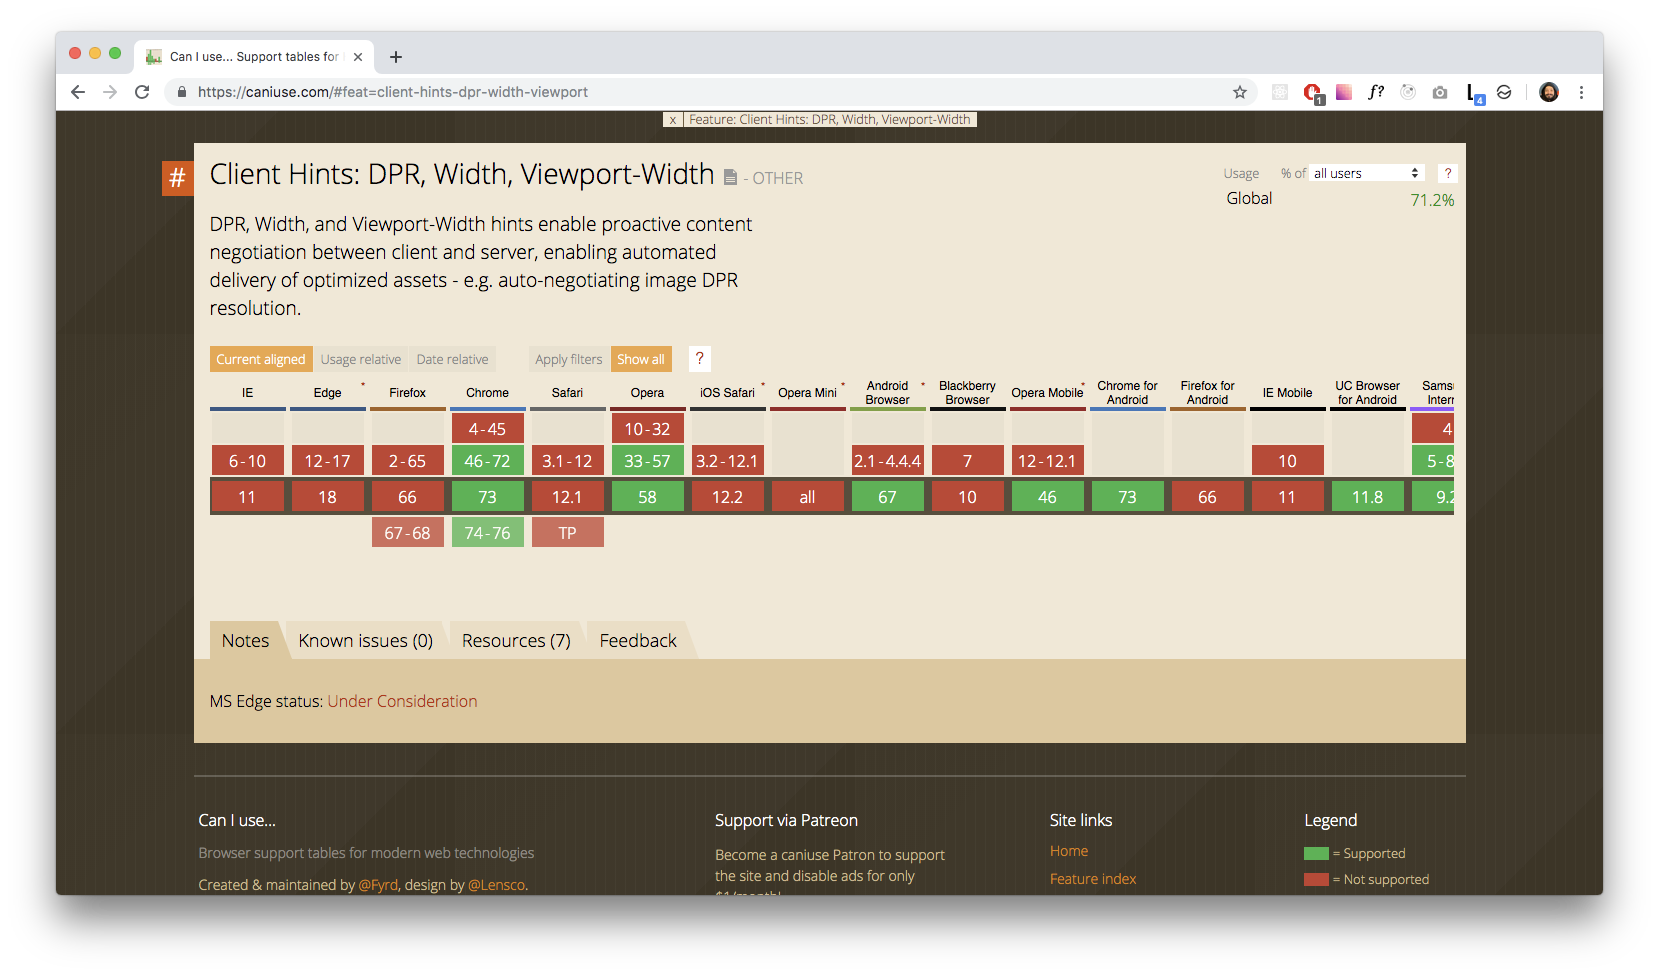 Can I use... Support tables for
https://caniuse.com/#feat=client-hints-dpr-width-viewport
f?
1
4
x Feature: Client Hints: DPR, Width, Viewport-Width
# Client Hints: DPR, Width, Viewport-Width - OTHER
Usage % of all users ?
Global 71.2%
DPR, Width, and Viewport-Width hints enable proactive content
negotiation between client and server, enabling automated
delivery of optimized assets - e.g. auto-negotiating image DPR
resolution.
Current aligned Usage relative Date relative Apply filters Show all ?
IE Edge * Firefox Chrome Safari Opera iOS Safari * Opera Mini * Android Browser * Blackberry Browser Opera Mobile * Chrome for Android Firefox for Android IE Mobile UC Browser for Android Sams Intern
4-45 10-32 4
6-10 12-17 2-65 46-72 3.1-12 33-57 3.2-12.1 2.1-4.4.4 7 12-12.1 10 5-8
11 18 66 73 12.1 58 12.2 all 67 10 46 73 66 11 11.8 9.2
67-68 74-76 TP
Notes Known issues (0) Resources (7) Feedback
MS Edge status: Under Consideration
Can I use...
Browser support tables for modern web technologies
Created & maintained by @Fyrd, design by @Lensco.
Support via Patreon
Become a caniuse Patron to support
the site and disable ads for only
$1/month!
Site links
Home
Feature index
Legend
= Supported
= Not supported